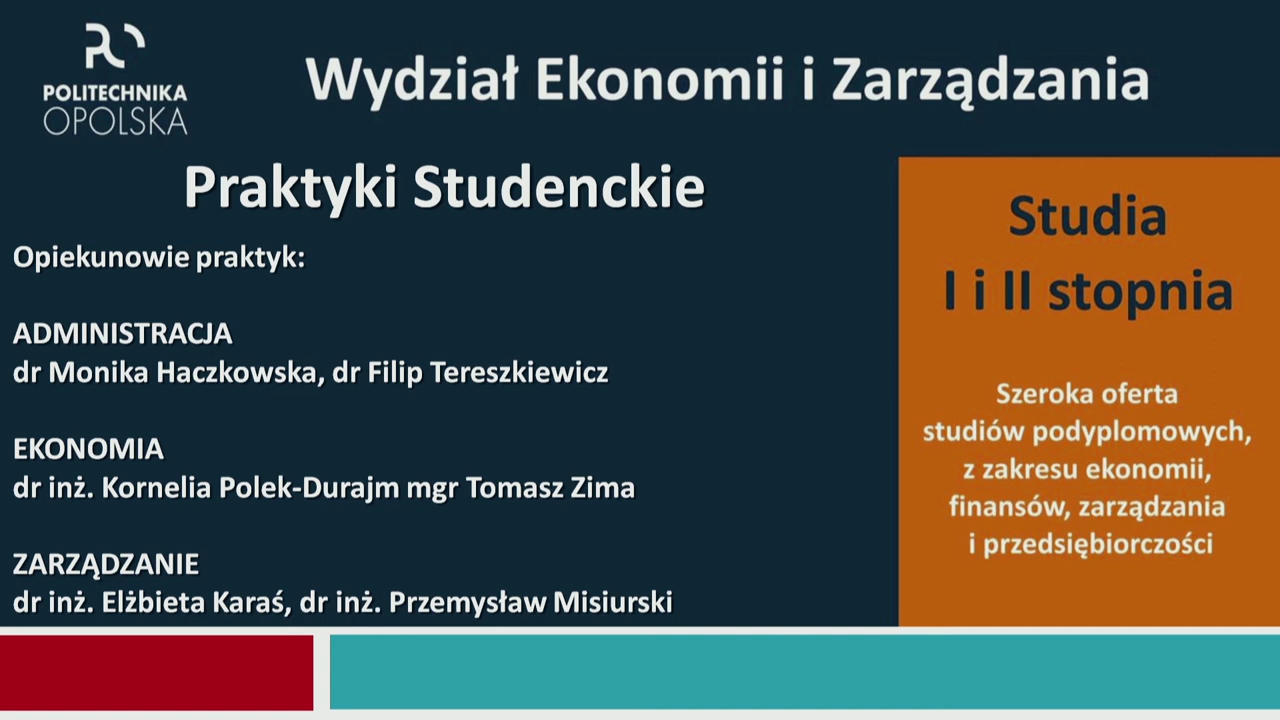 POLITECHNIKA
OPOLSKA
Wydział Ekonomii i Zarządzania
Praktyki Studenckie
Opiekunowie praktyk:
ADMINISTRACJA
dr Monika Haczkowska, dr Filip Tereszkiewicz
EKONOMIA
dr inż. Kornelia Polek-Durajm mgr Tomasz Zima
ZARZĄDZANIE
dr inż. Elżbieta Karaś, dr inż. Przemysław Misiurski
Studia
I i II stopnia
Szeroka oferta
studiów podyplomowych,
z zakresu ekonomii,
finansów, zarządzania
i przedsiębiorczości